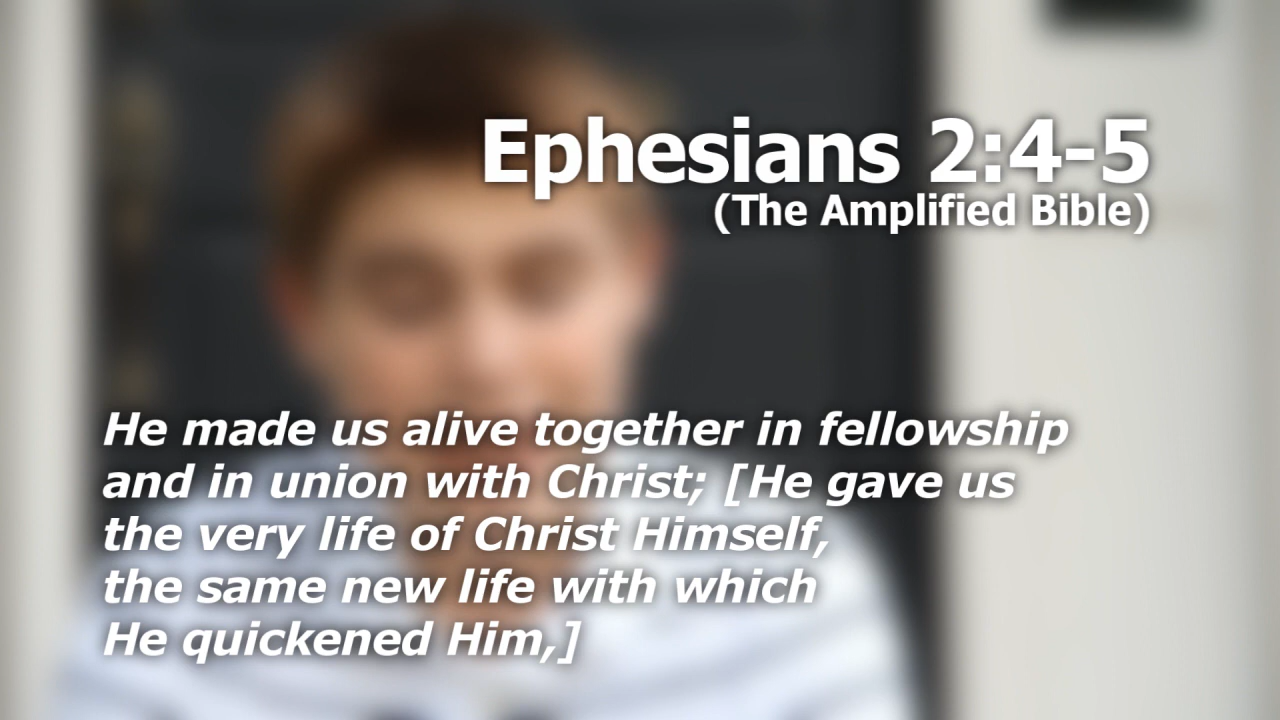 Ephesians 2:4-5
(The Amplified Bible)
He made us alive together in fellowship
and in union with Christ; [He gave us
the very life of Christ Himself,
the same new life with which
He quickened Him,]